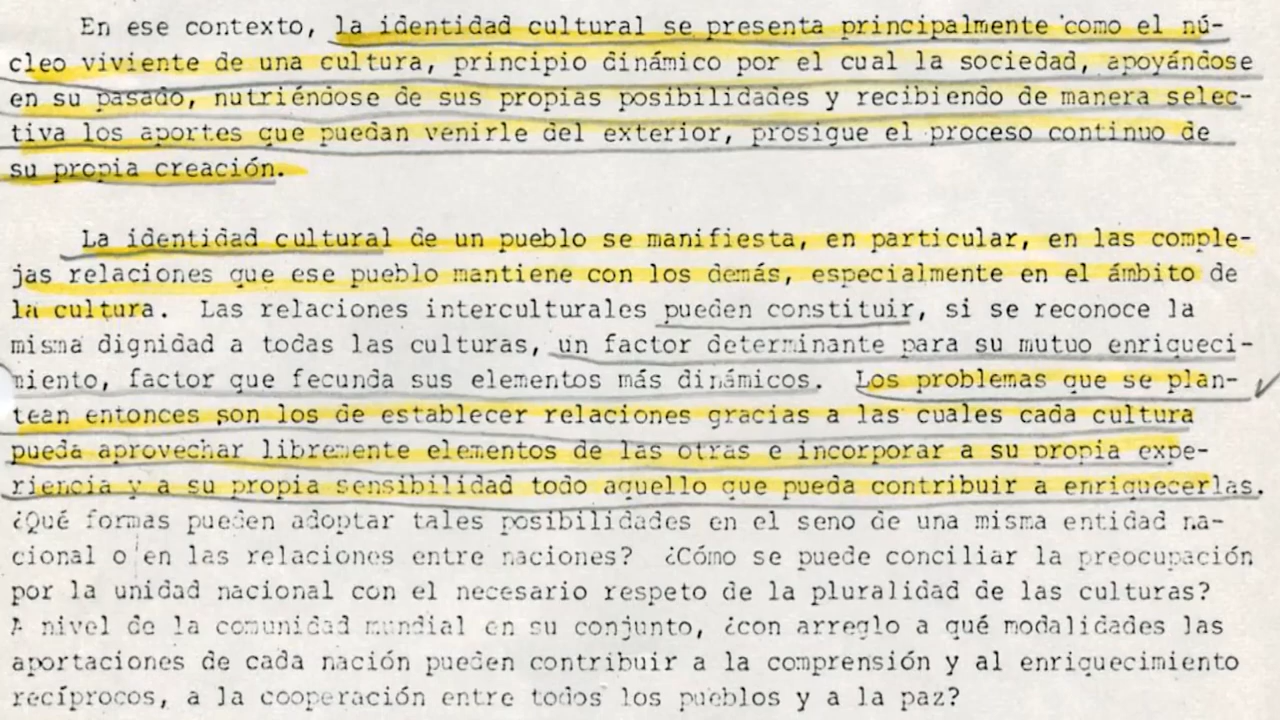 En ese contexto, la identidad cultural se presenta principalmente como el nú-
cleo viviente de una cultura, principio dinámico por el cual la sociedad, apoyándose
en su pasado, nutriéndose de sus propias posibilidades y recibiendo de manera selec-
tiva los aportes que puedan venirle del exterior, prosigue el proceso continuo de
su propia creación.
La identidad cultural de un pueblo se manifiesta, en particular, en las comple-
jas relaciones que ese pueblo mantiene con los demás, especialmente en el ámbito de
la cultura. Las relaciones interculturales pueden constituir, si se reconoce la
misma dignidad a todas las culturas, un factor determinante para su mutuo enriqueci-
miento, factor que fecunda sus elementos más dinámicos. Los problemas que se plan-
tean entonces son los de establecer relaciones gracias a las cuales cada cultura
pueda aprovechar libremente elementos de las otras e incorporar a su propia expe-
riencia y a su propia sensibilidad todo aquello que pueda contribuir a enriquecerlas.
¿Qué formas pueden adoptar tales posibilidades en el seno de una misma entidad na-
cional o en las relaciones entre naciones? ¿Cómo se puede conciliar la preocupación
por la unidad nacional con el necesario respeto de la pluralidad de las culturas?
A nivel de la comunidad mundial en su conjunto, ¿con arreglo a qué modalidades las
aportaciones de cada nación pueden contribuir a la comprensión y al enriquecimiento
recíprocos, a la cooperación entre todos los pueblos y a la paz?